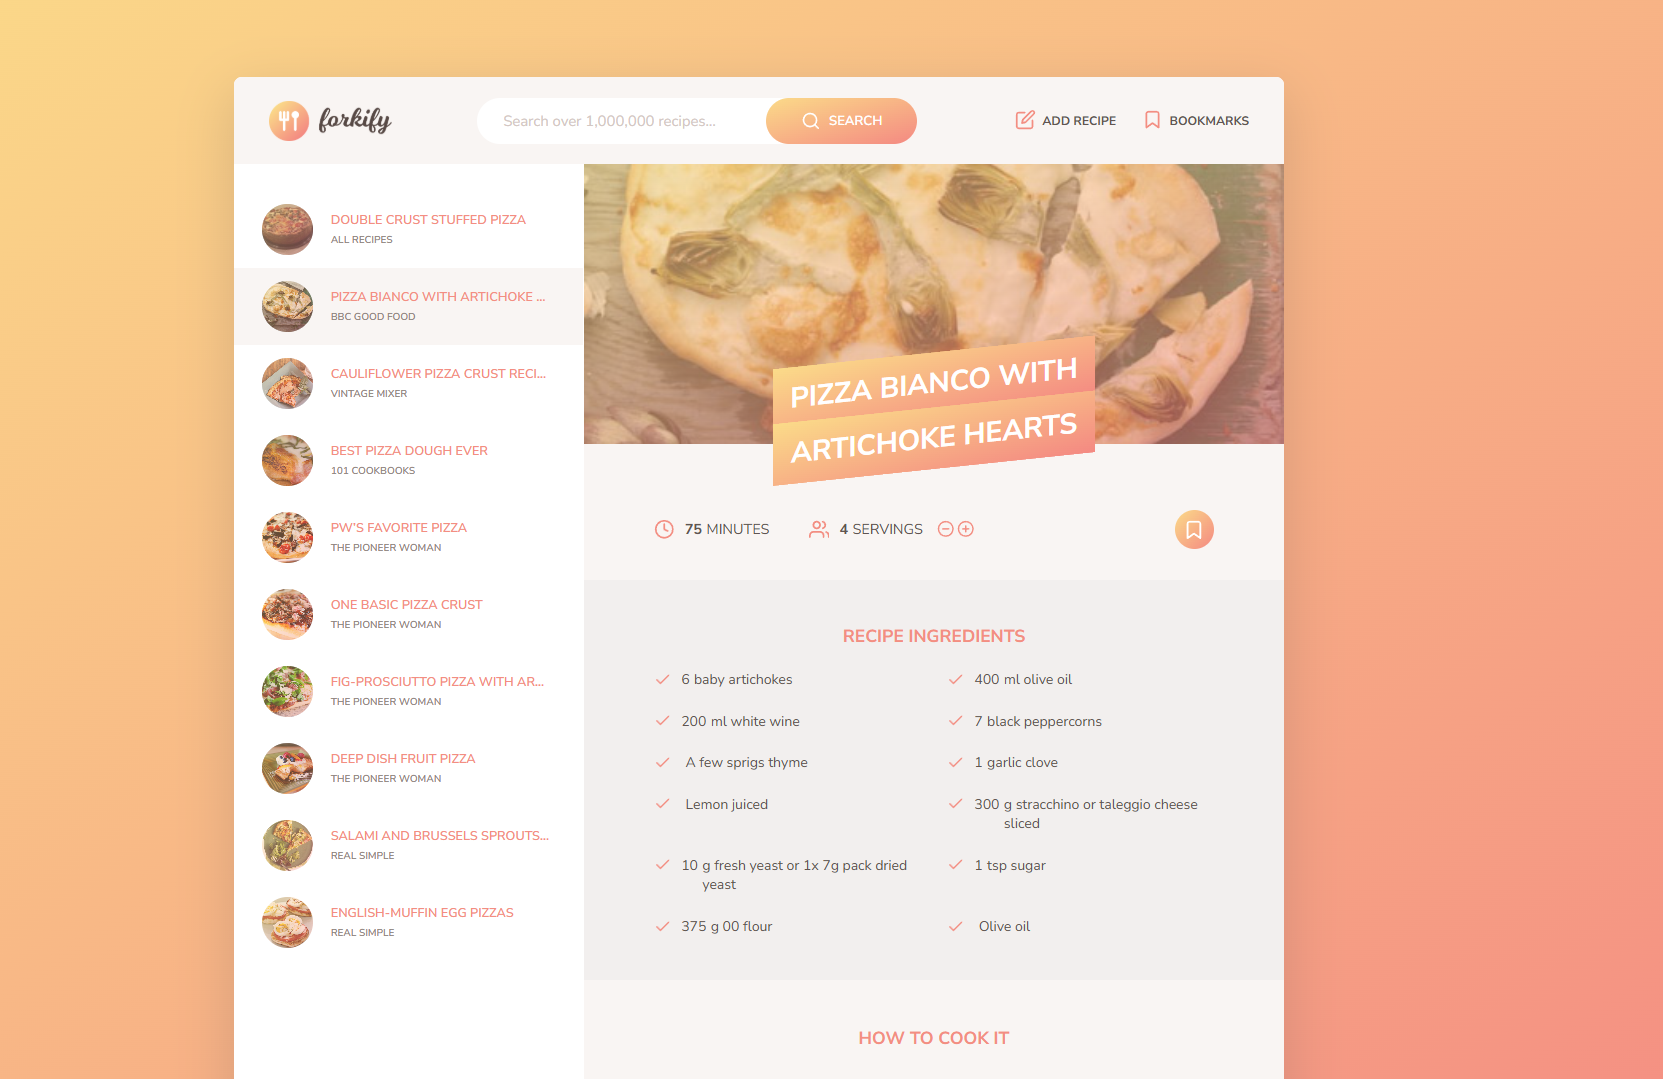 forkify
Search over 1,000,000 recipes...
SEARCH
ADD RECIPE
BOOKMARKS
DOUBLE CRUST STUFFED PIZZA
ALL RECIPES
PIZZA BIANCO WITH ARTICHOKE ...
BBC GOOD FOOD
CAULIFLOWER PIZZA CRUST RECI...
VINTAGE MIXER
BEST PIZZA DOUGH EVER
101 COOKBOOKS
PW'S FAVORITE PIZZA
THE PIONEER WOMAN
ONE BASIC PIZZA CRUST
THE PIONEER WOMAN
FIG-PROSCIUTTO PIZZA WITH AR...
THE PIONEER WOMAN
DEEP DISH FRUIT PIZZA
THE PIONEER WOMAN
SALAMI AND BRUSSELS SPROUTS...
REAL SIMPLE
ENGLISH-MUFFIN EGG PIZZAS
REAL SIMPLE
PIZZA BIANCO WITH
ARTICHOKE HEARTS
75 MINUTES
4 SERVINGS
RECIPE INGREDIENTS
6 baby artichokes
400 ml olive oil
200 ml white wine
7 black peppercorns
A few sprigs thyme
1 garlic clove
Lemon juiced
300 g stracchino or taleggio cheese
sliced
10 g fresh yeast or 1x 7g pack dried
yeast
1 tsp sugar
375 g 00 flour
Olive oil
HOW TO COOK IT